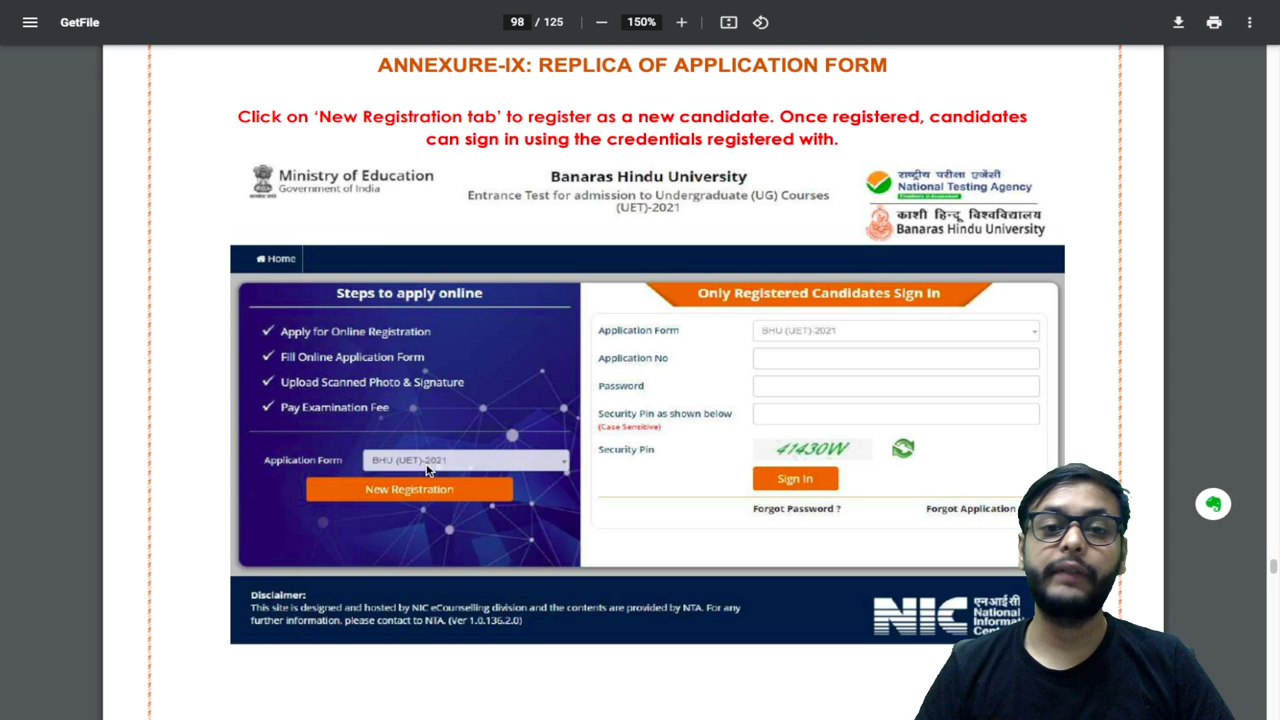 GetFile
98 / 125
150%
ANNEXURE-IX: REPLICA OF APPLICATION FORM
Click on ‘New Registration tab’ to register as a new candidate. Once registered, candidates
can sign in using the credentials registered with.
Ministry of Education
Government of India
Banaras Hindu University
Entrance Test for admission to Undergraduate (UG) Courses
(UET)-2021
राष्ट्रीय परीक्षा एजेंसी
National Testing Agency
काशी हिन्दू विश्वविद्यालय
Banaras Hindu University
Home
Steps to apply online
Apply for Online Registration
Fill Online Application Form
Upload Scanned Photo & Signature
Pay Examination Fee
Application Form
BHU (UET)-2021
New Registration
Only Registered Candidates Sign In
Application Form
BHU (UET)-2021
Application No
Password
Security Pin as shown below
(Case Sensitive)
Security Pin
41430W
Sign In
Forgot Password ?
Forgot Application
Disclaimer:
This site is designed and hosted by NIC eCounselling division and the contents are provided by NTA. For any
further information, please contact to NTA. (Ver 1.0.136.2.0)
NIC
एनआईसी
National